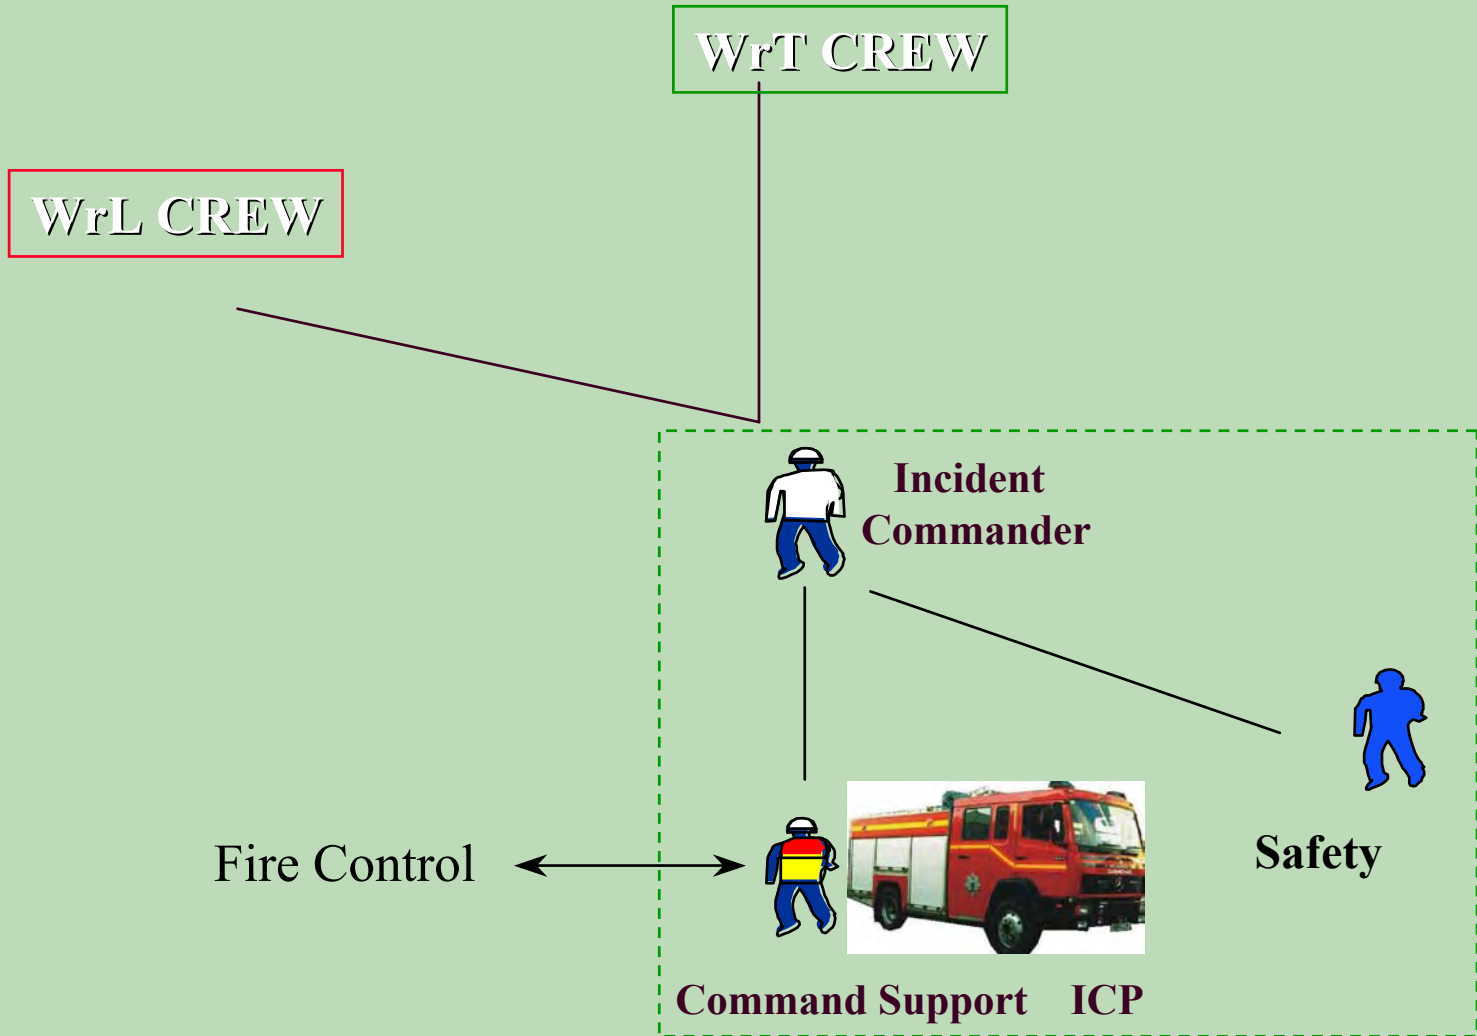 WrT CREW
WrL CREW
Incident
Commander
Fire Control
Safety
Command Support ICP